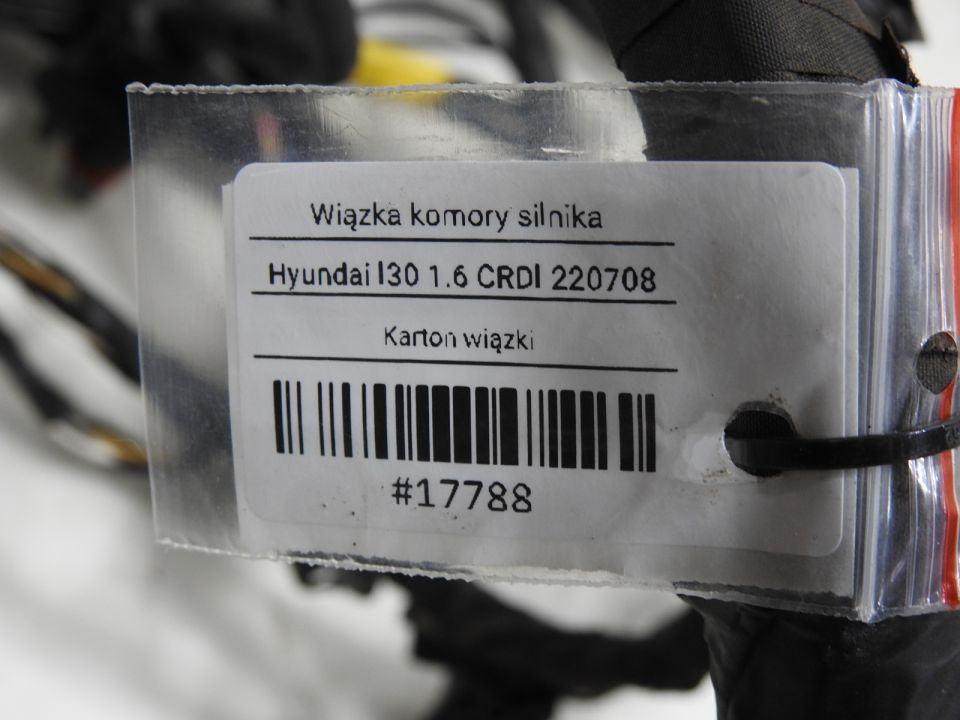 Wiązka komory silnika
Hyundai I30 1.6 CRDI 220708
Karton wiązki
#17788